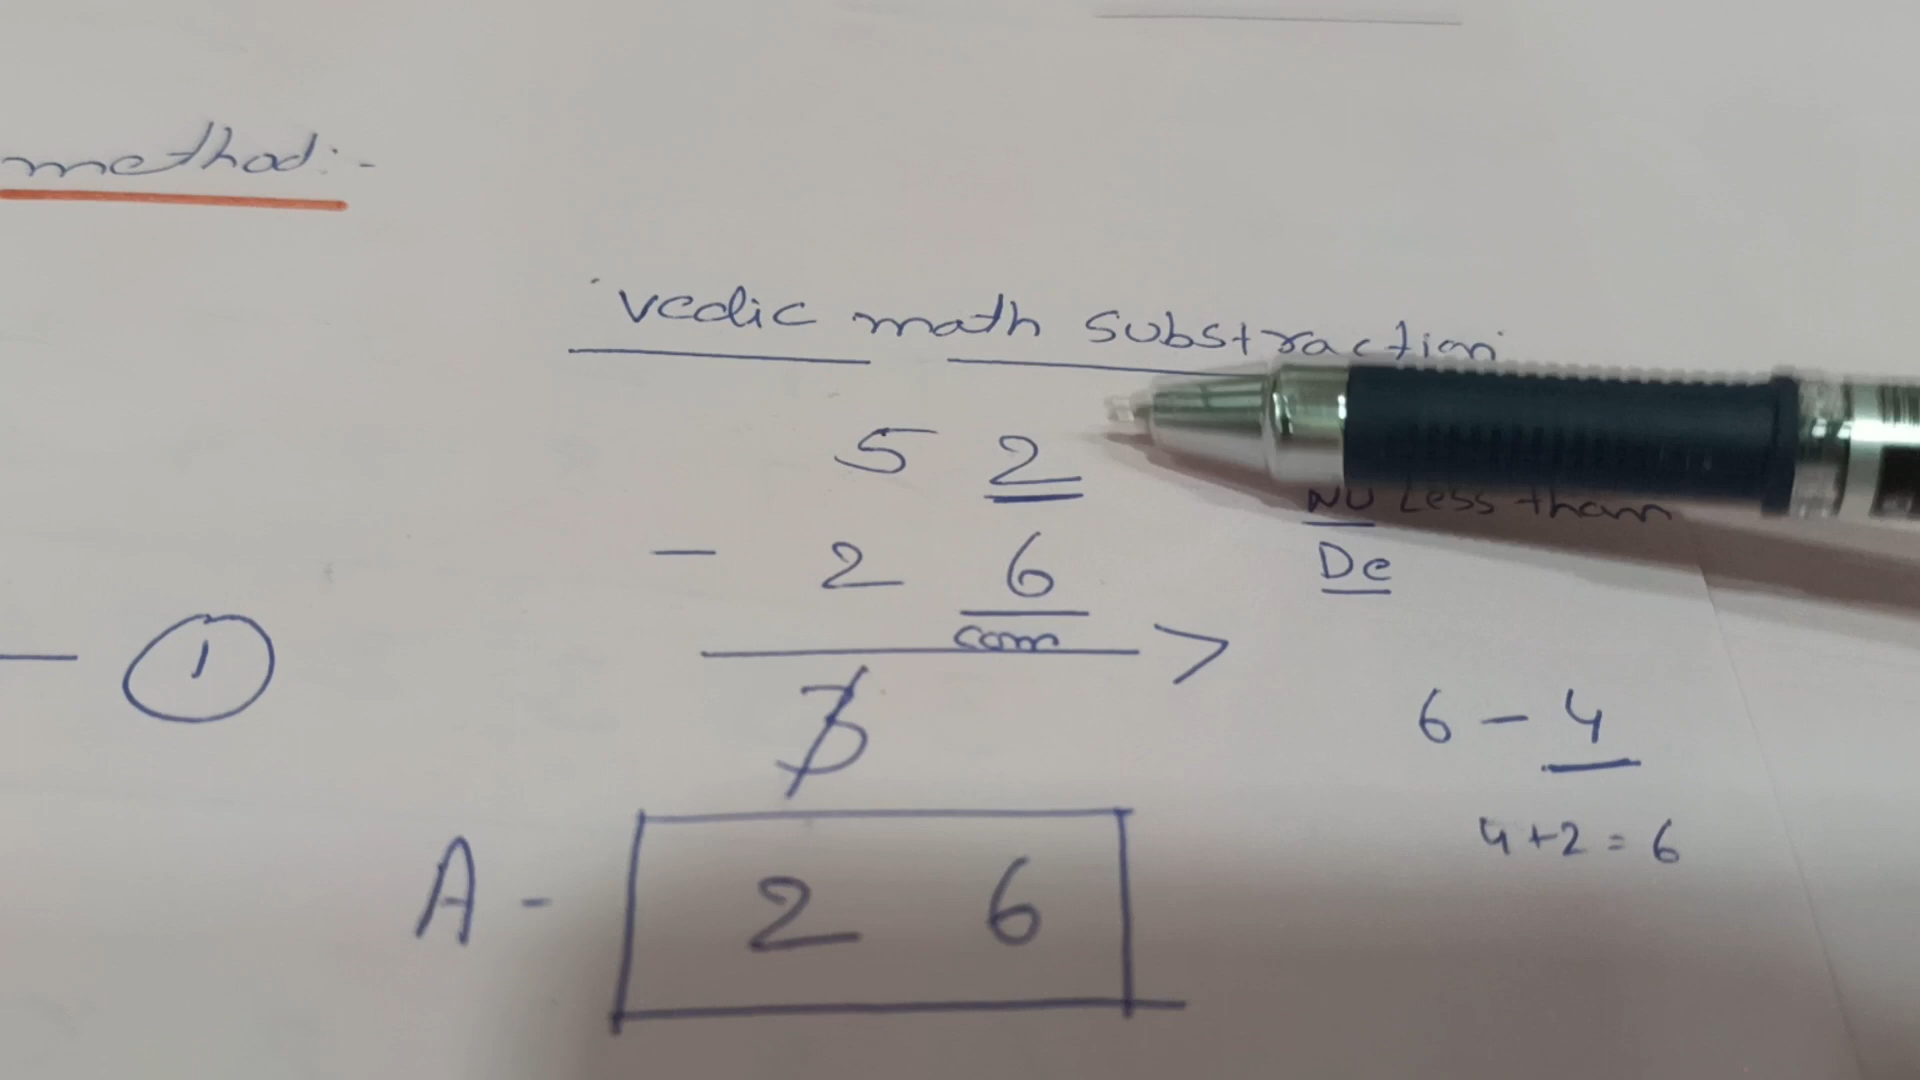 method:-
vedic math substraction
5 2
NU Less than
- 2 6
De
com >
1
3
6 - 4
4+2=6
A - 2 6